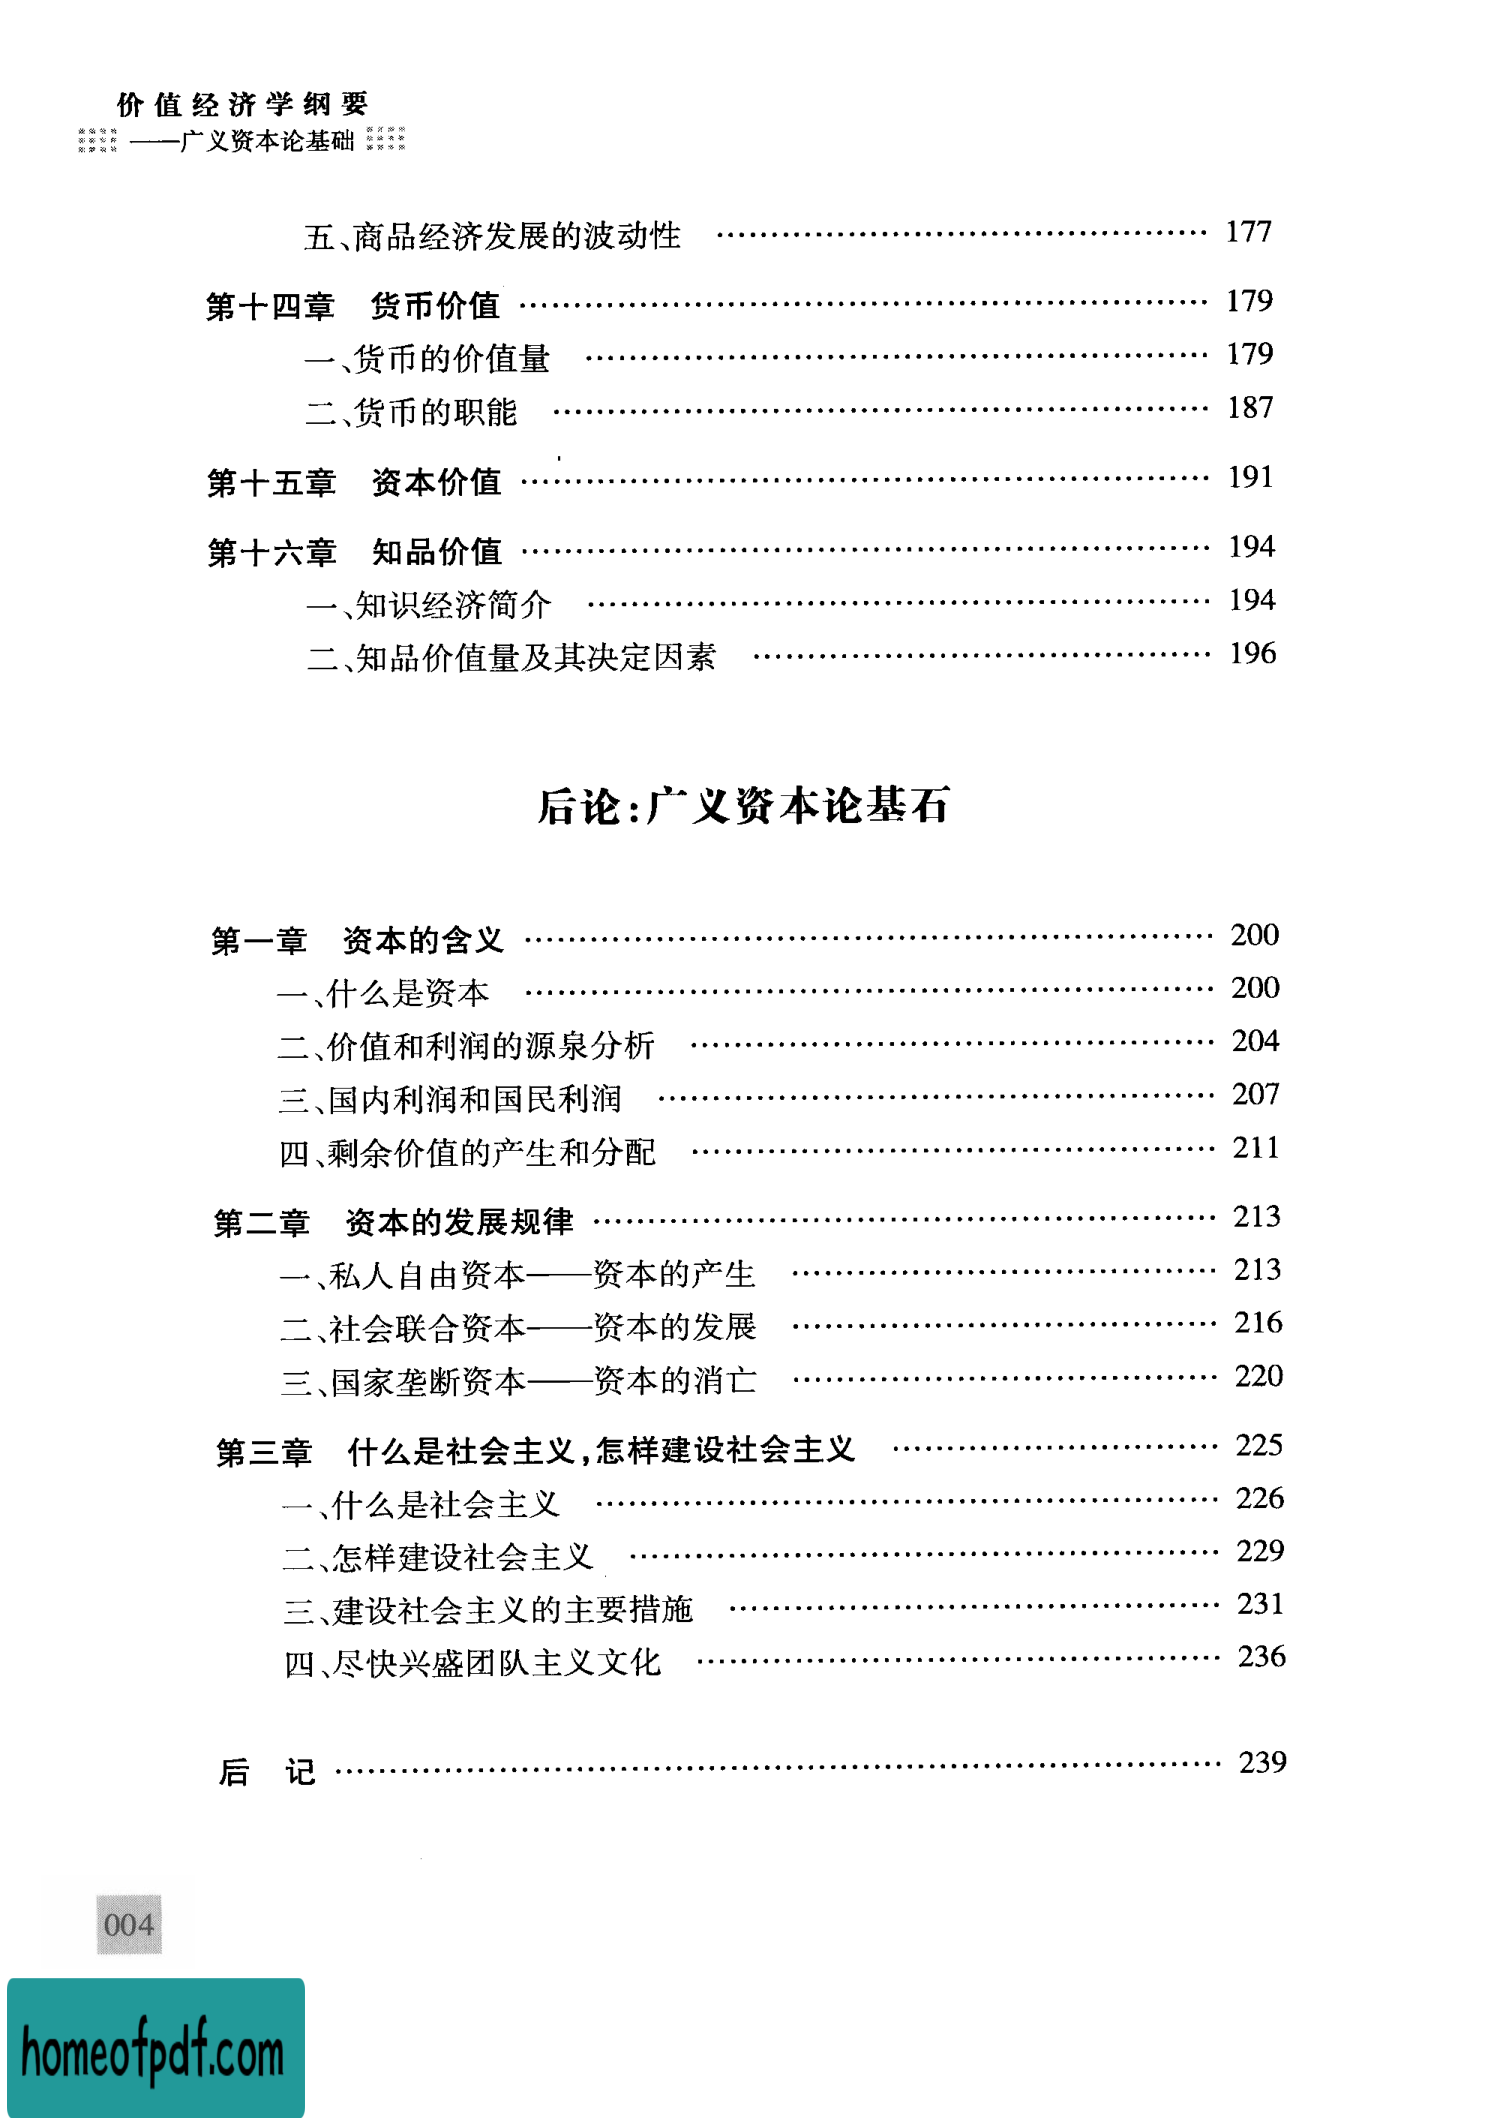 价值经济学纲要
——广义资本论基础
五、商品经济发展的波动性 …………………………………… 177
第十四章 货币价值 …………………………………………………… 179
一、货币的价值量 ……………………………………………… 179
二、货币的职能 ………………………………………………… 187
第十五章 资本价值 …………………………………………………… 191
第十六章 知品价值 …………………………………………………… 194
一、知识经济简介 ……………………………………………… 194
二、知品价值量及其决定因素 ………………………………… 196
后论:广义资本论基石
第一章 资本的含义 …………………………………………………… 200
一、什么是资本 …………………………………………………… 200
二、价值和利润的源泉分析 ……………………………………… 204
三、国内利润和国民利润 ………………………………………… 207
四、剩余价值的产生和分配 ……………………………………… 211
第二章 资本的发展规律 ……………………………………………… 213
一、私人自由资本——资本的产生 ……………………………… 213
二、社会联合资本——资本的发展 ……………………………… 216
三、国家垄断资本——资本的消亡 ……………………………… 220
第三章 什么是社会主义,怎样建设社会主义 ……………………… 225
一、什么是社会主义 ……………………………………………… 226
二、怎样建设社会主义 …………………………………………… 229
三、建设社会主义的主要措施 …………………………………… 231
四、尽快兴盛团队主义文化 ……………………………………… 236
后 记 ………………………………………………………………… 239
004
homeofpdf.com